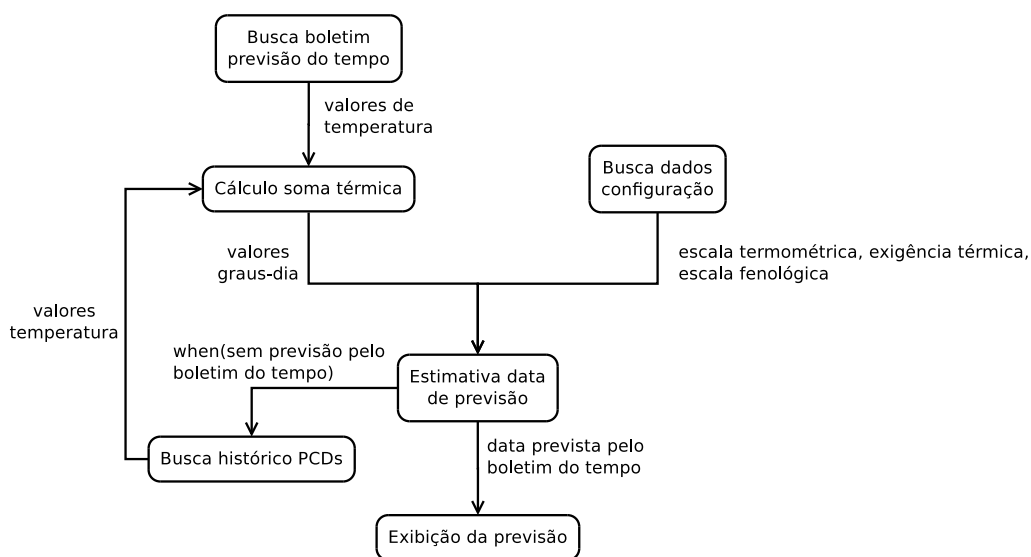 Busca boletim
previsão do tempo
valores de
temperatura
Cálculo soma térmica
Busca dados
configuração
valores
graus-dia
escala termométrica, exigência térmica,
escala fenológica
valores
temperatura
when(sem previsão pelo
boletim do tempo)
Estimativa data
de previsão
Busca histórico PCDs
data prevista pelo
boletim do tempo
Exibição da previsão